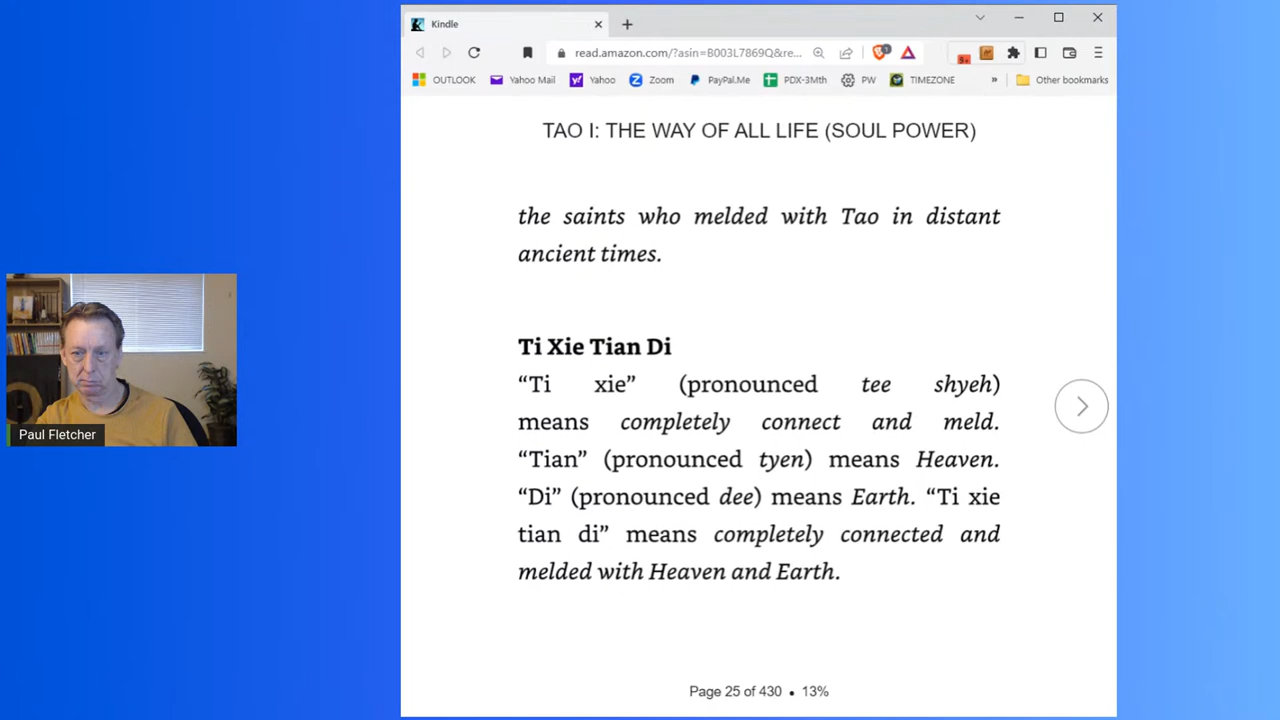 Kindle
read.amazon.com/?asin=B003L7869Q&re...
9+
OUTLOOK Yahoo Mail Yahoo Zoom PayPal.Me PDX-3Mth PW TIMEZONE » Other bookmarks
TAO I: THE WAY OF ALL LIFE (SOUL POWER)
the saints who melded with Tao in distant
ancient times.
Ti Xie Tian Di
“Ti xie” (pronounced tee shyeh)
means completely connect and meld.
“Tian” (pronounced tyen) means Heaven.
“Di” (pronounced dee) means Earth. “Ti xie
tian di” means completely connected and
melded with Heaven and Earth.
Page 25 of 430 • 13%
Paul Fletcher